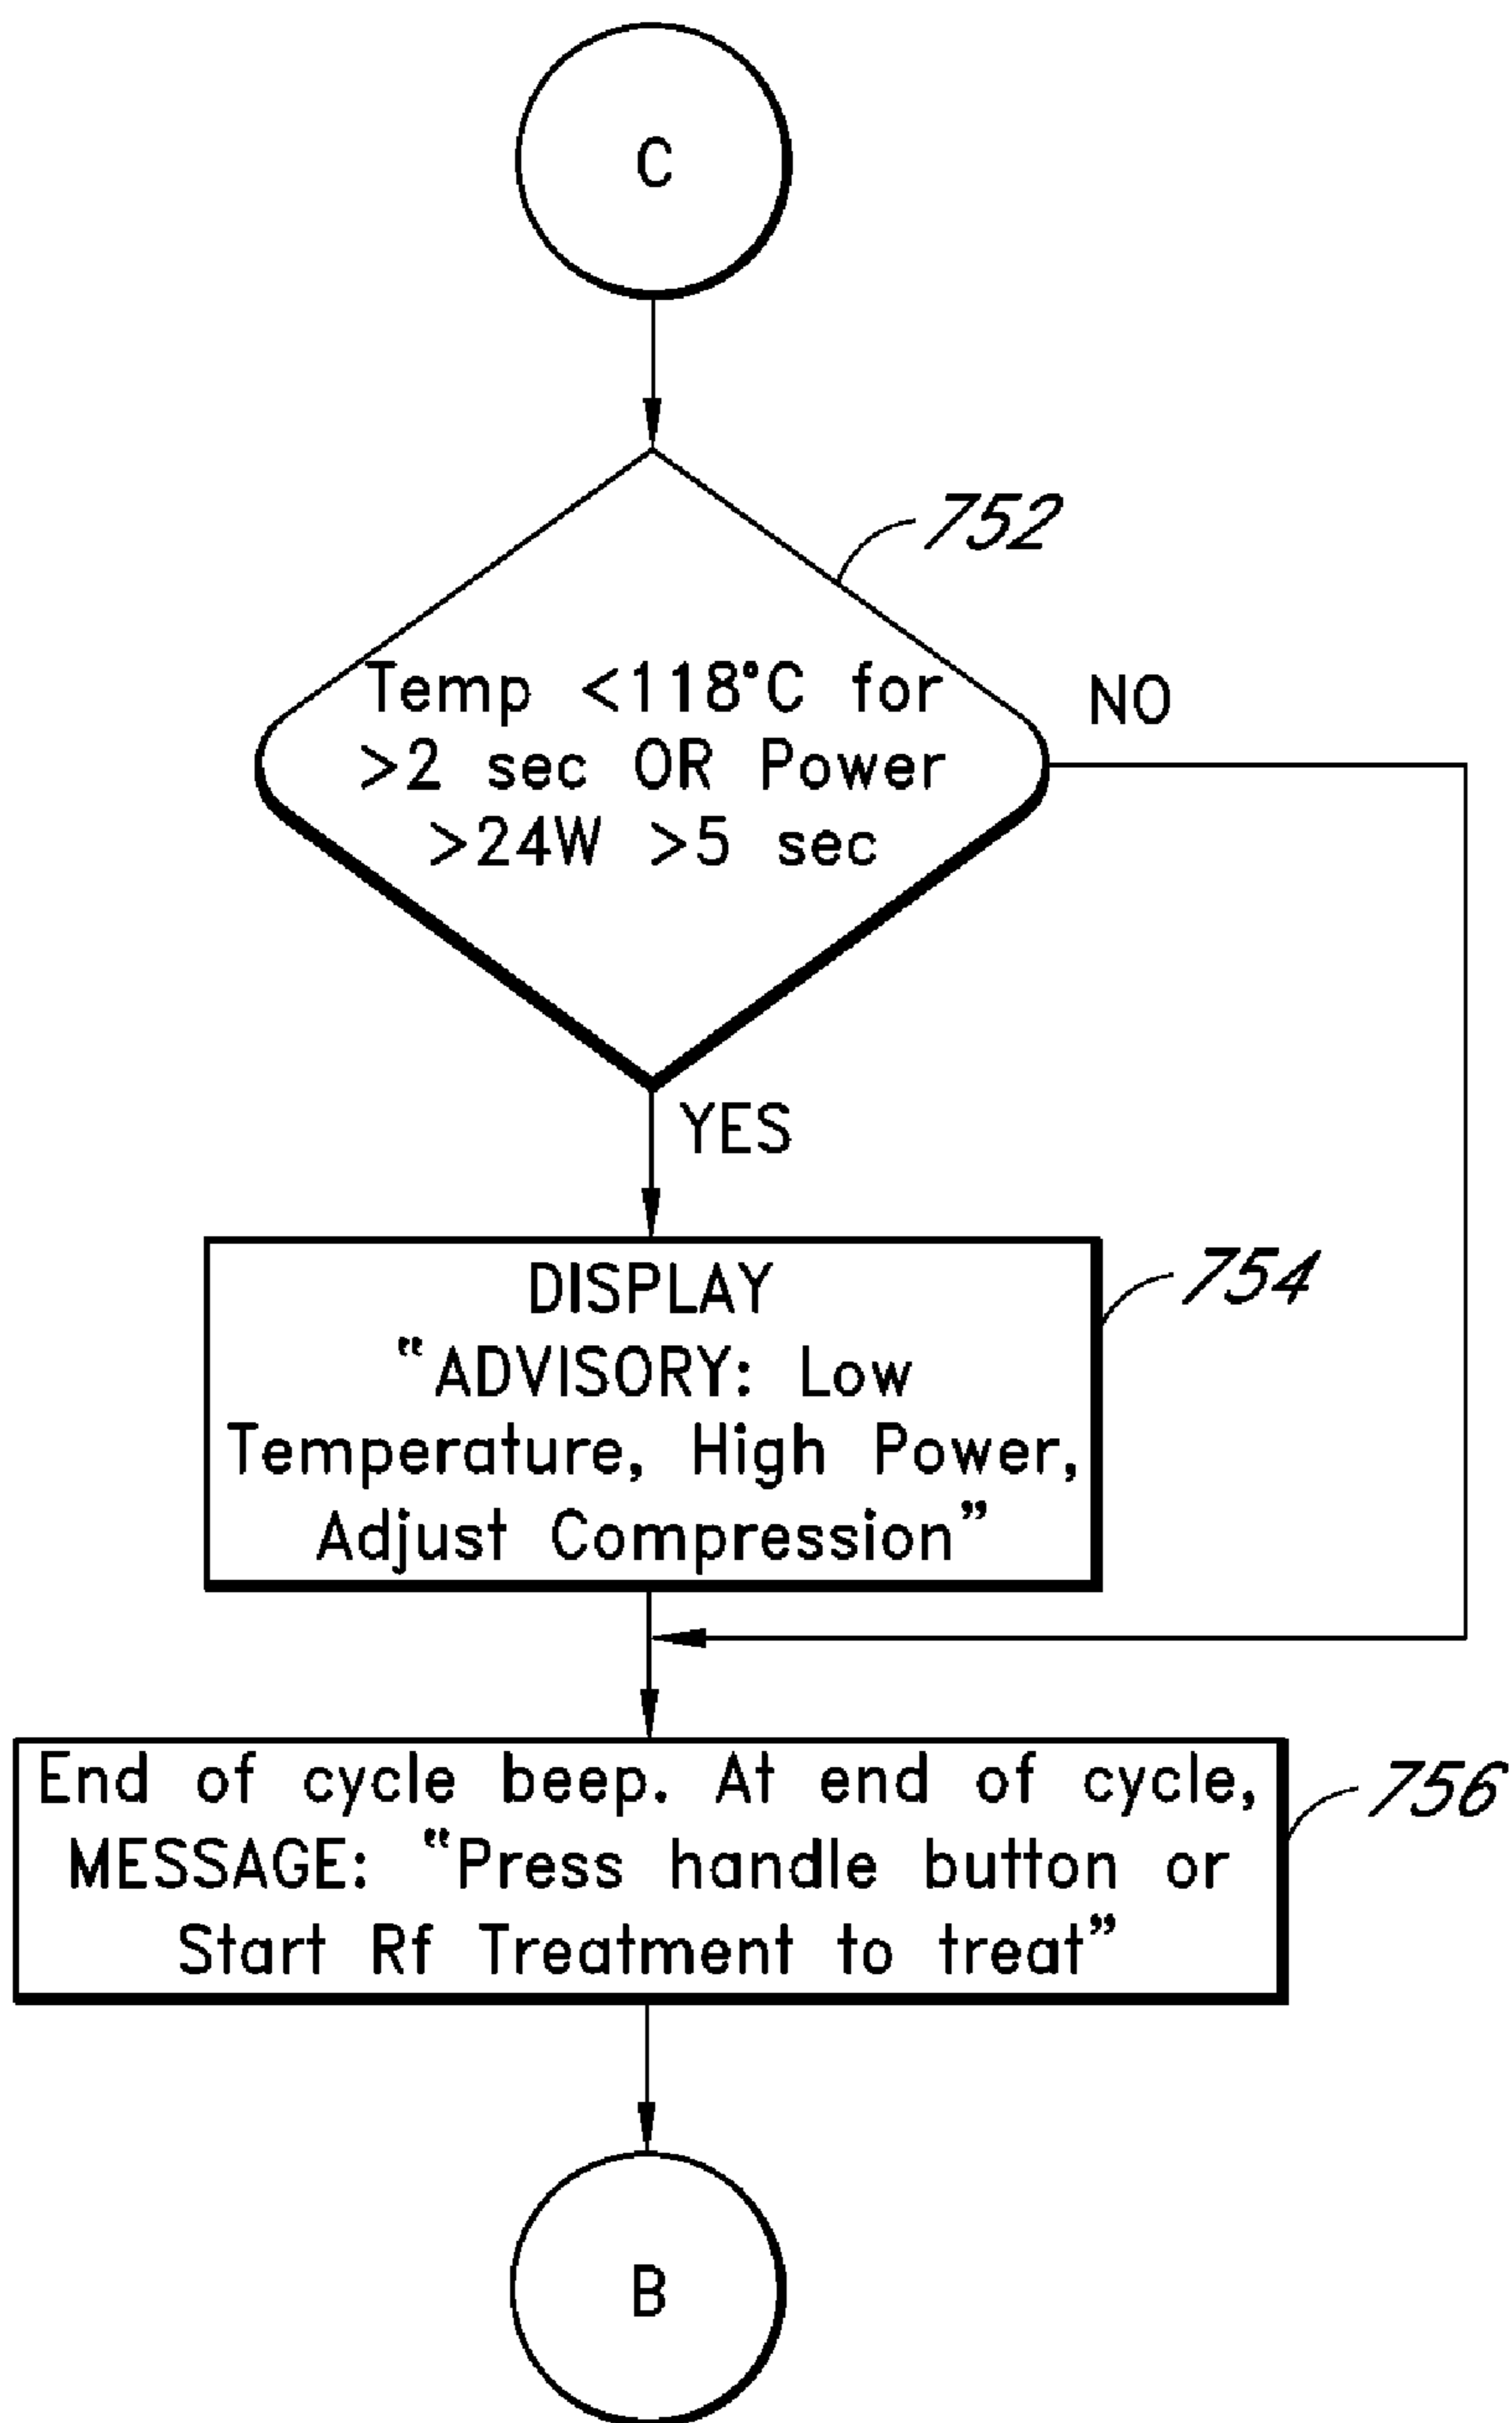 C
752
Temp <118°C for
>2 sec OR Power
>24W >5 sec
NO
YES
754
DISPLAY
“ADVISORY: Low
Temperature, High Power,
Adjust Compression”
End of cycle beep. At end of cycle,
MESSAGE: “Press handle button or
Start Rf Treatment to treat”
756
B